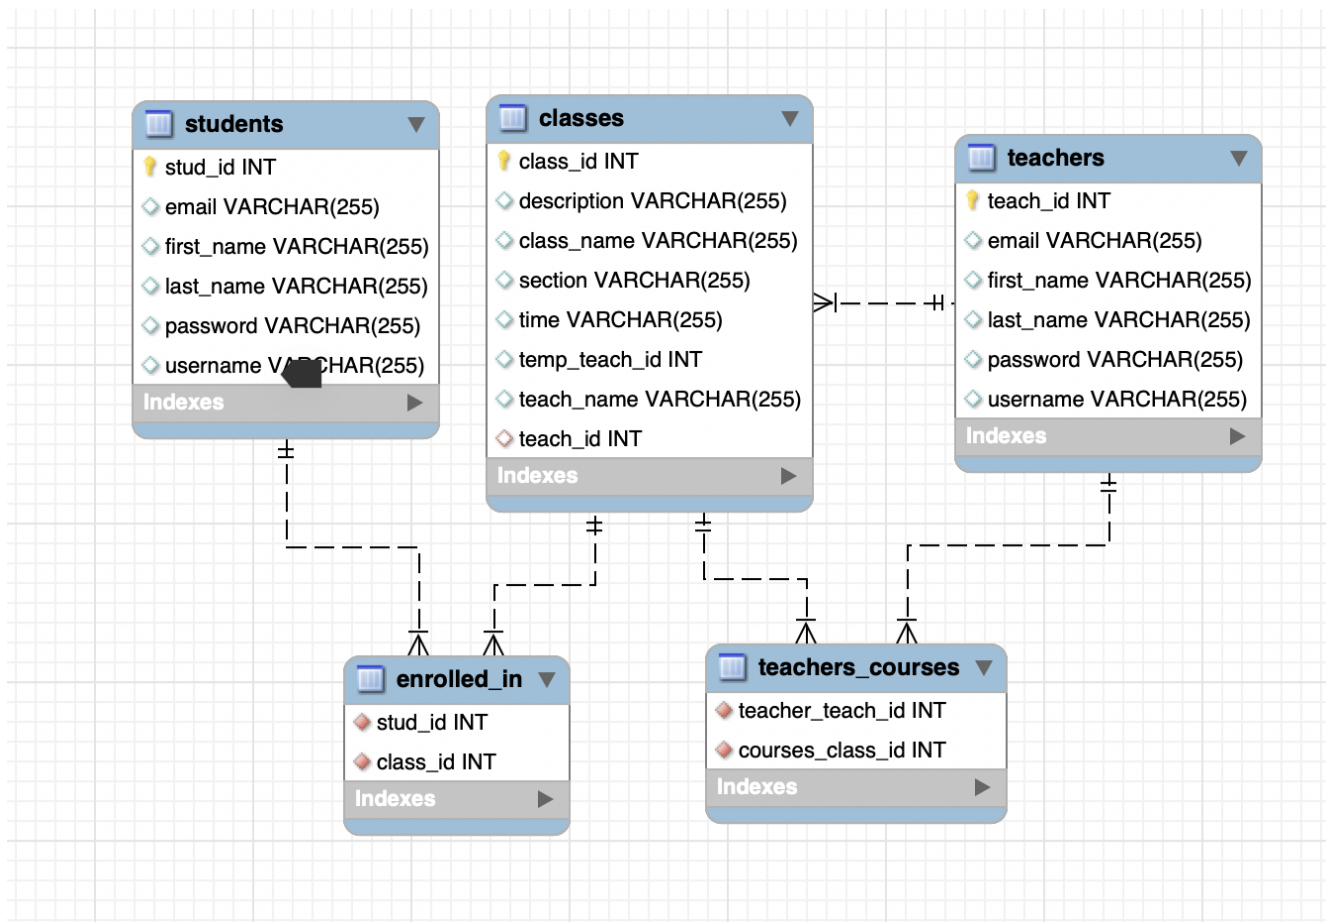 students
stud_id INT
email VARCHAR(255)
first_name VARCHAR(255)
last_name VARCHAR(255)
password VARCHAR(255)
username VARCHAR(255)
Indexes
classes
class_id INT
description VARCHAR(255)
class_name VARCHAR(255)
section VARCHAR(255)
time VARCHAR(255)
temp_teach_id INT
teach_name VARCHAR(255)
teach_id INT
Indexes
teachers
teach_id INT
email VARCHAR(255)
first_name VARCHAR(255)
last_name VARCHAR(255)
password VARCHAR(255)
username VARCHAR(255)
Indexes
enrolled_in
stud_id INT
class_id INT
Indexes
teachers_courses
teacher_teach_id INT
courses_class_id INT
Indexes